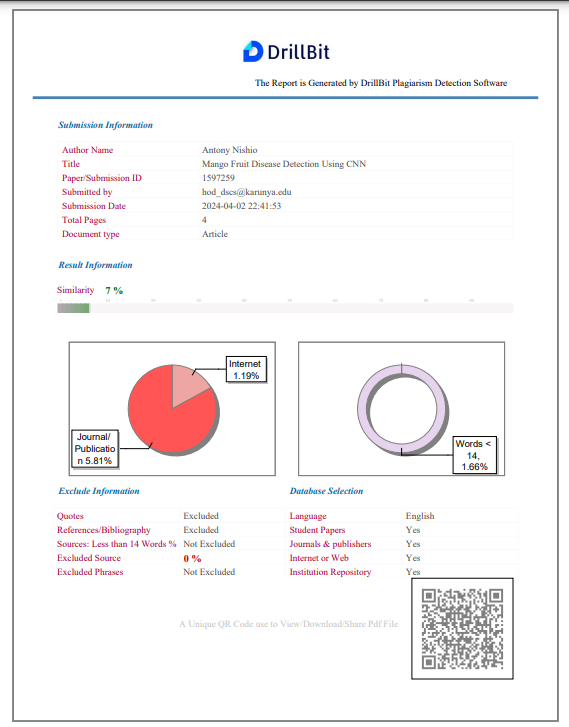 DrillBit
The Report is Generated by DrillBit Plagiarism Detection Software
Submission Information
Author Name Antony Nishio
Title Mango Fruit Disease Detection Using CNN
Paper/Submission ID 1597259
Submitted by hod_dscs@karunya.edu
Submission Date 2024-04-02 22:41:53
Total Pages 4
Document type Article
Result Information
Similarity 7 %
Internet
1.19%
Journal/
Publicatio
n 5.81%
Words <
14,
1.66%
Exclude Information
Quotes Excluded
References/Bibliography Excluded
Sources: Less than 14 Words % Not Excluded
Excluded Source 0 %
Excluded Phrases Not Excluded
Database Selection
Language English
Student Papers Yes
Journals & publishers Yes
Internet or Web Yes
Institution Repository Yes
A Unique QR Code use to View/Download/Share Pdf File